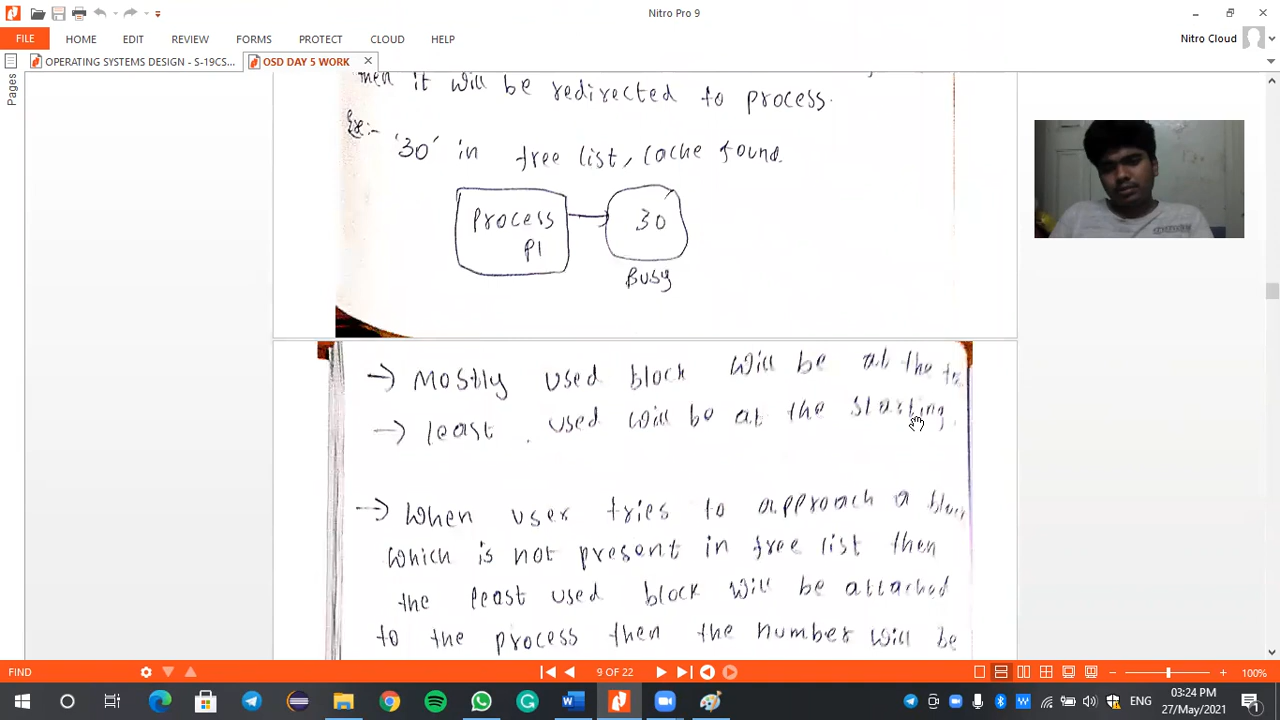 Nitro Pro 9
FILE HOME EDIT REVIEW FORMS PROTECT CLOUD HELP
Nitro Cloud
OPERATING SYSTEMS DESIGN - S-19CS... OSD DAY 5 WORK
Pages
then it will be redirected to process.
Ex:- '30' in free list, cache found.
Process
P1
30
Busy
→ Mostly used block will be at the
→ least used will be at the starting.
→ When user tries to approach a
which is not present in free list then
the least used block will be attached
to the process then the number will be
FIND
9 OF 22
100%
ENG
03:24 PM
27/May/2021
1